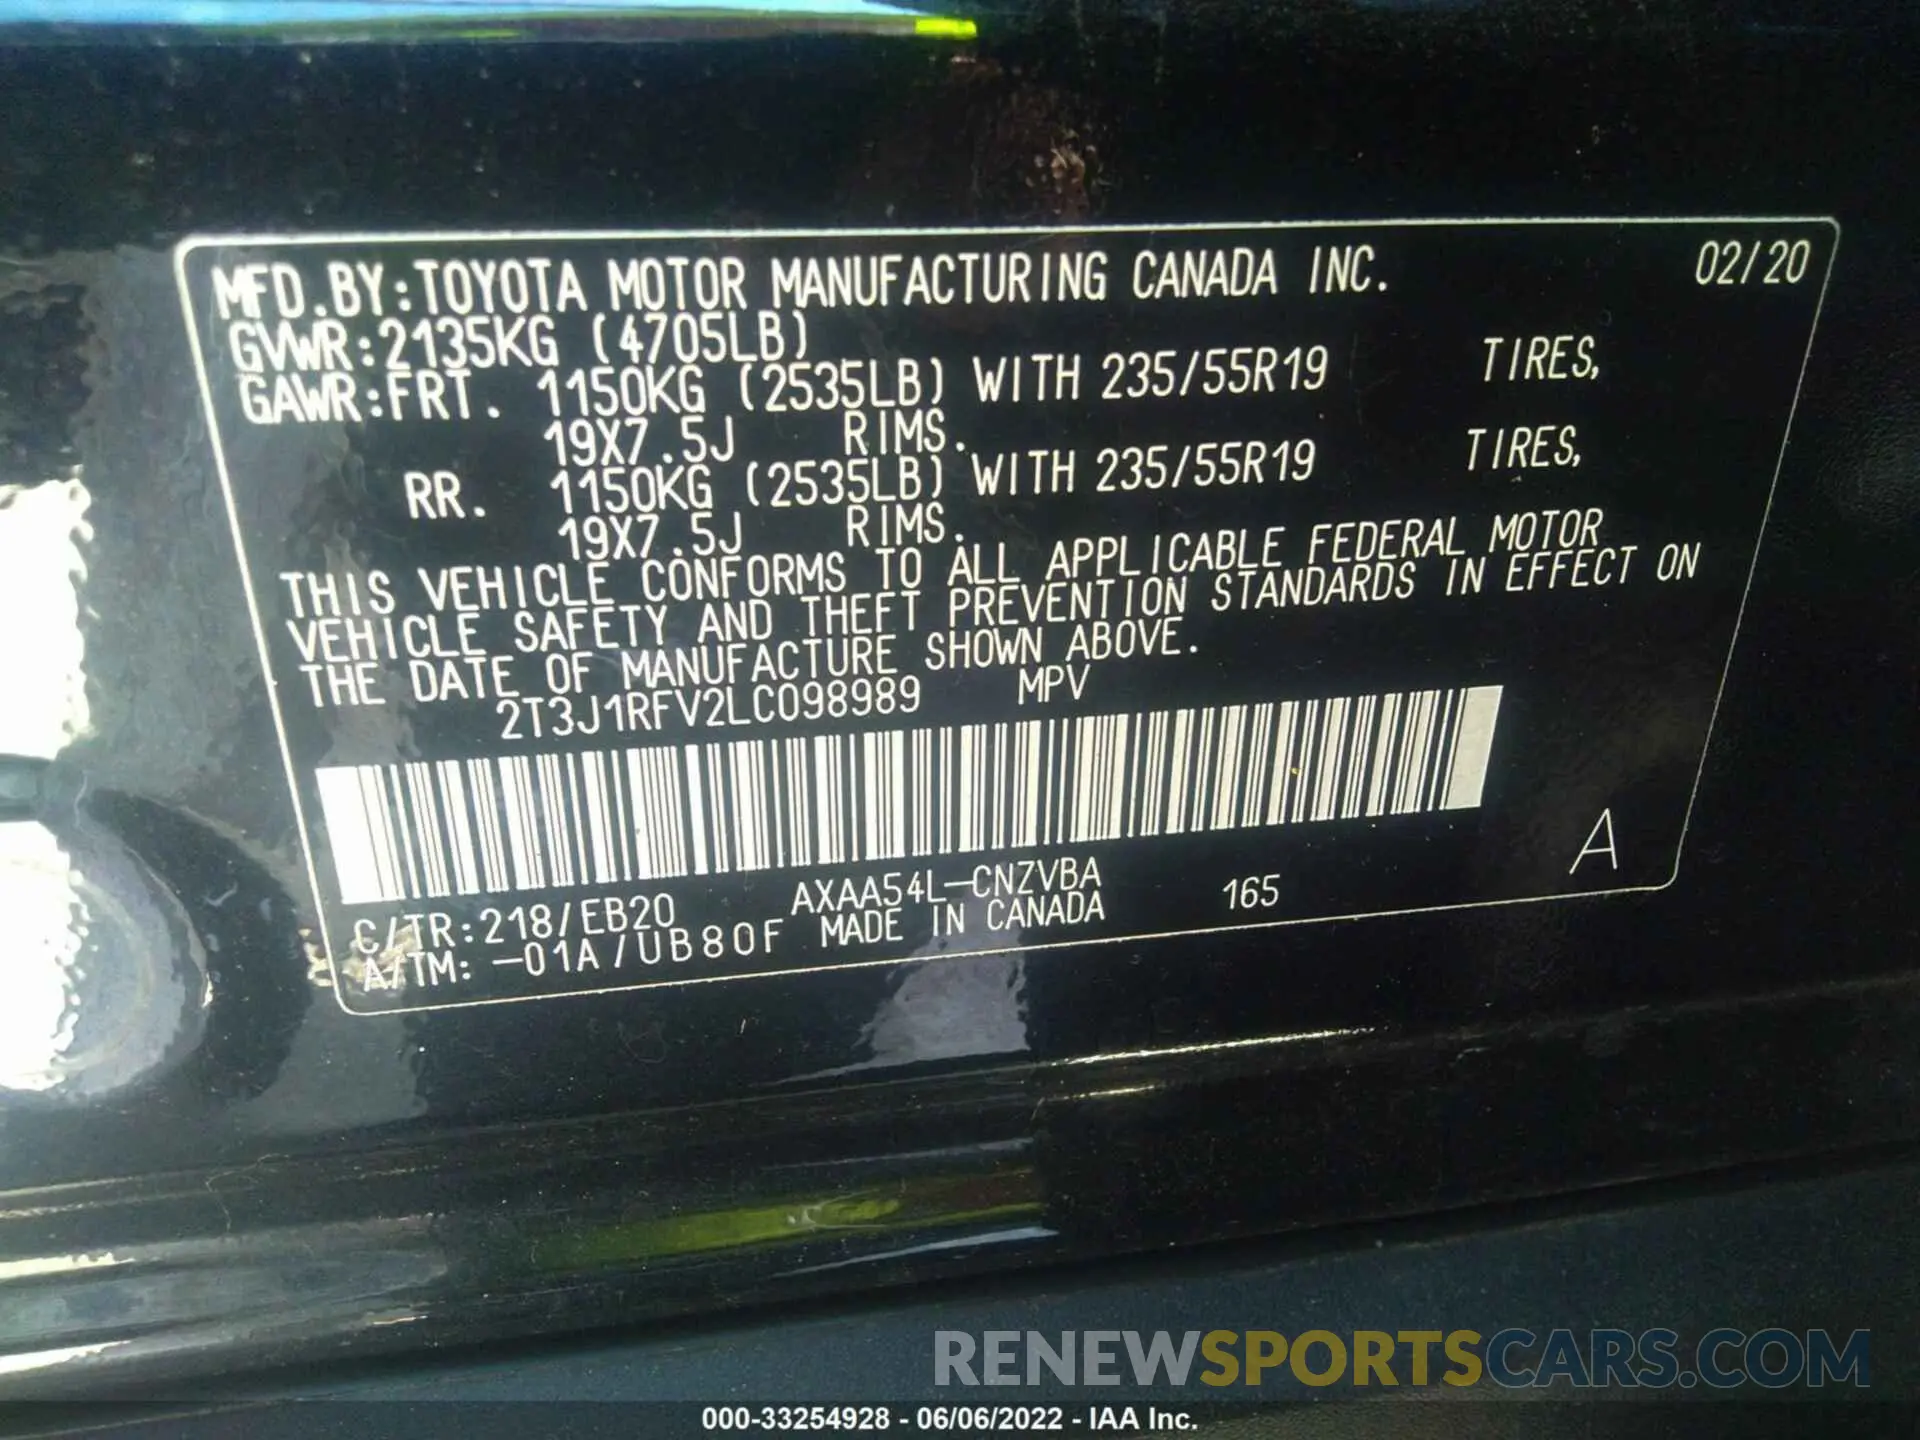 MFD.BY:TOYOTA MOTOR MANUFACTURING CANADA INC. 02/20
GVWR:2135KG (4705LB)
GAWR:FRT. 1150KG (2535LB) WITH 235/55R19 TIRES,
19X7.5J RIMS.
RR. 1150KG (2535LB) WITH 235/55R19 TIRES,
19X7.5J RIMS.
THIS VEHICLE CONFORMS TO ALL APPLICABLE FEDERAL MOTOR
VEHICLE SAFETY AND THEFT PREVENTION STANDARDS IN EFFECT ON
THE DATE OF MANUFACTURE SHOWN ABOVE.
2T3J1RFV2LC098989 MPV
C/TR:218/EB20 AXAA54L-CNZVBA 165 A
A/TM: -01A/UB80F MADE IN CANADA
RENEWSPORTSCARS.COM
000-33254928 - 06/06/2022 - IAA Inc.